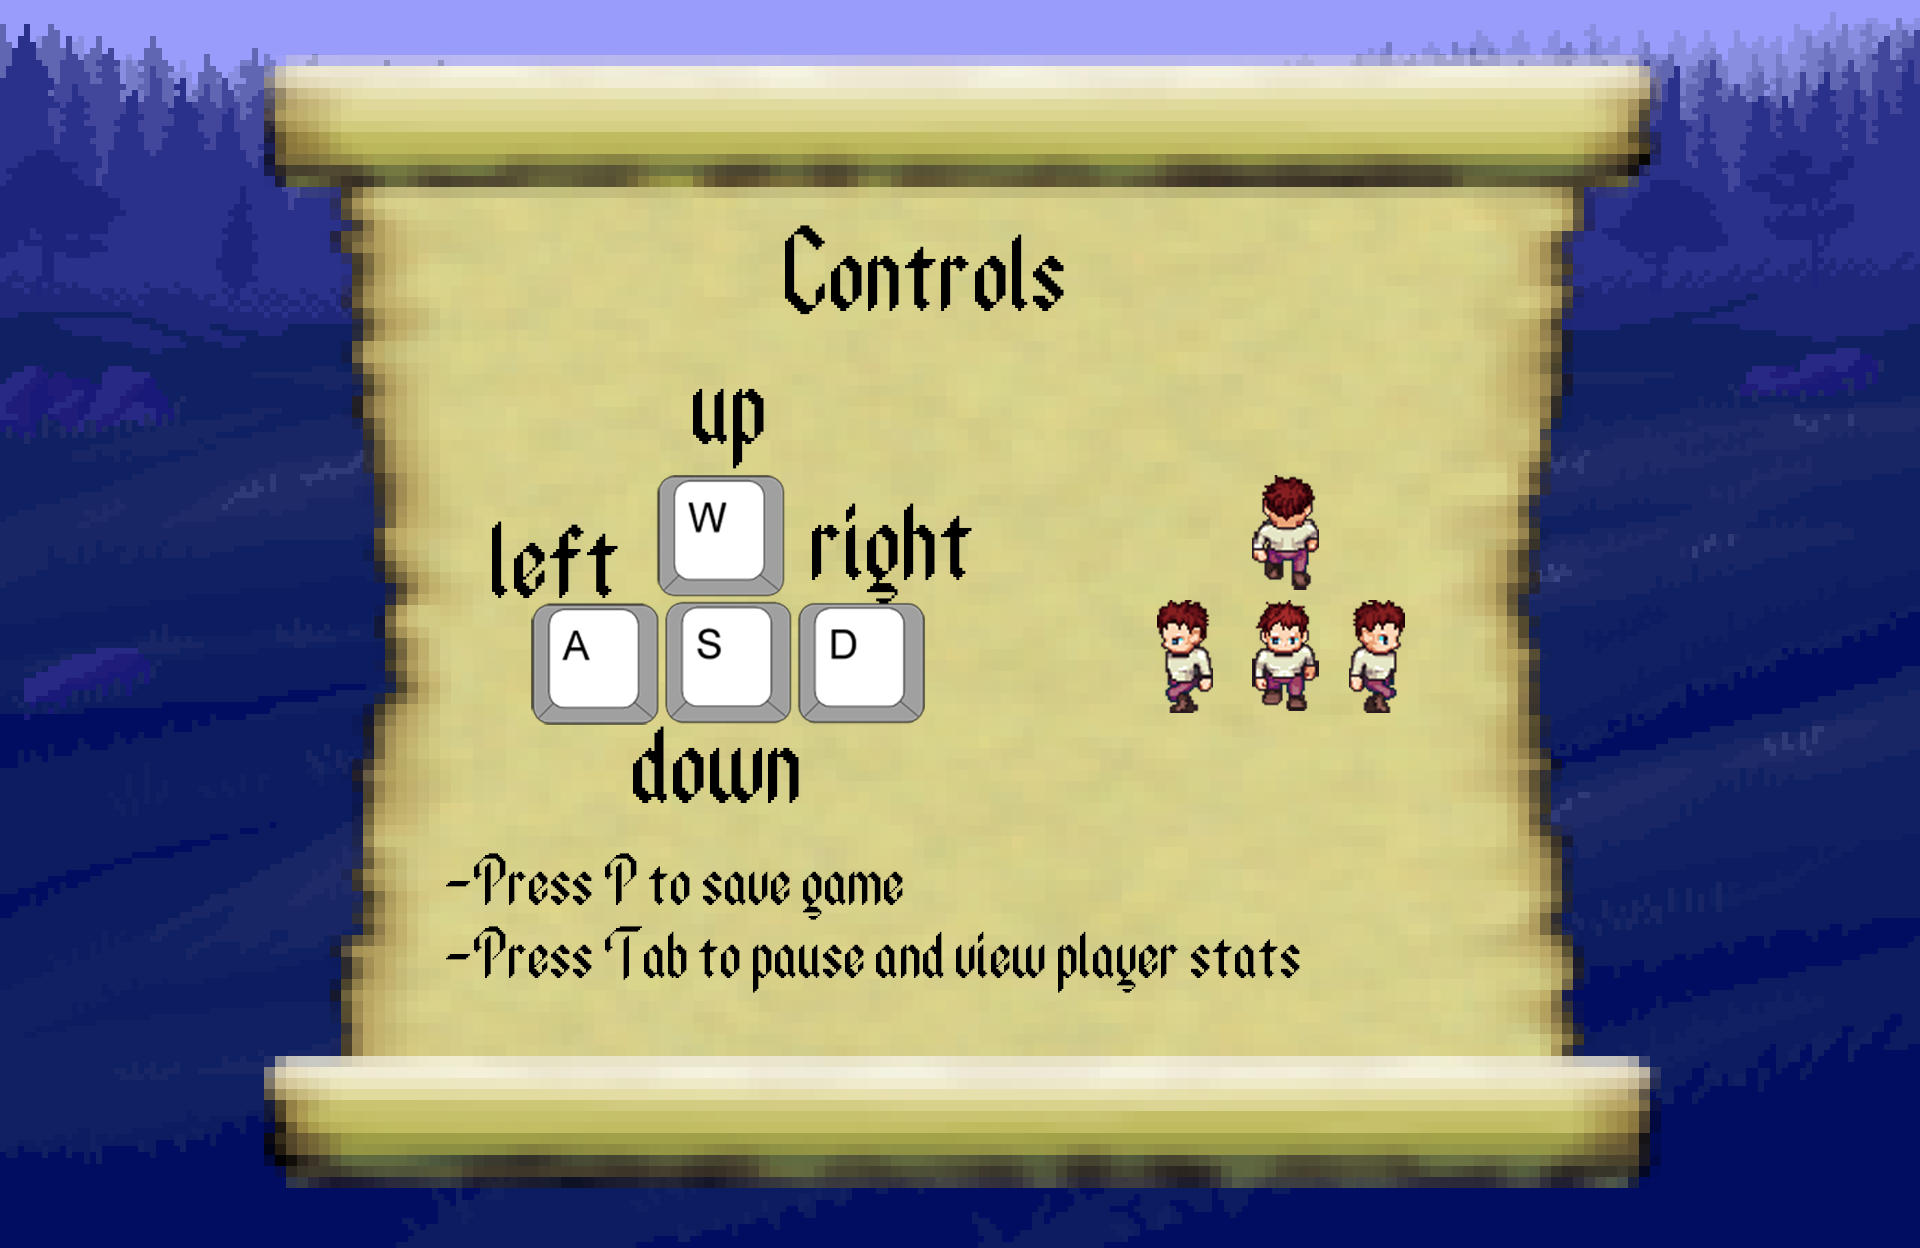 Controls
up
W
left
right
A S D
down
-Press P to save game
-Press Tab to pause and view player stats